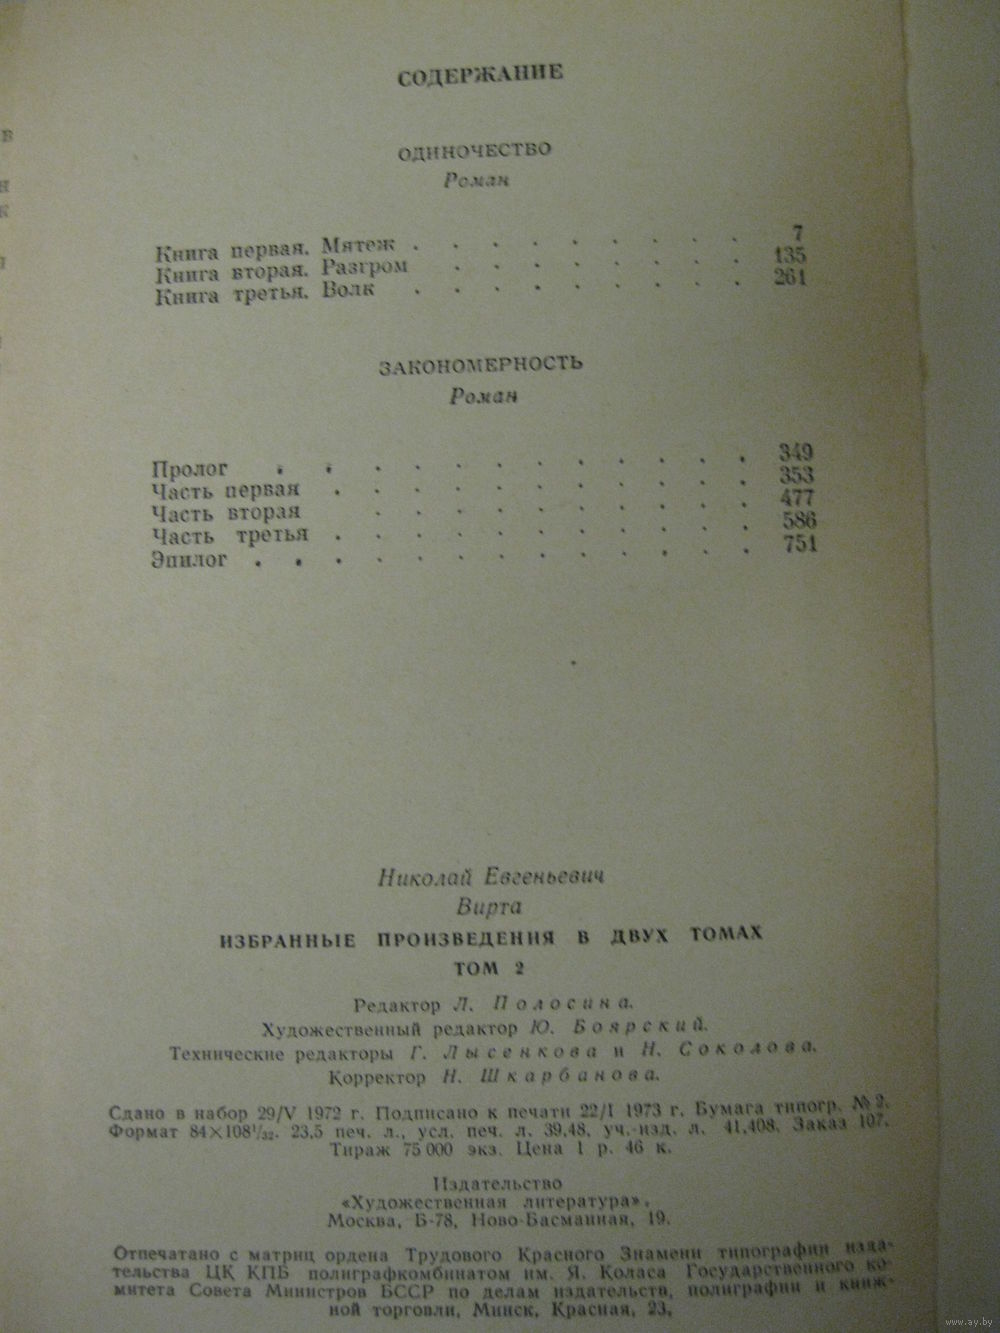 СОДЕРЖАНИЕ
ОДИНОЧЕСТВО
Роман
Книга первая. Мятеж . . . . . . . . . 7
Книга вторая. Разгром . . . . . . . . 135
Книга третья. Волк . . . . . . . . . 261
ЗАКОНОМЕРНОСТЬ
Роман
Пролог . . . . . . . . . . . . 349
Часть первая . . . . . . . . . . . 353
Часть вторая . . . . . . . . . . 477
Часть третья . . . . . . . . . . . 586
Эпилог . . . . . . . . . . . . . 751
Николай Евгеньевич
Вирта
ИЗБРАННЫЕ ПРОИЗВЕДЕНИЯ В ДВУХ ТОМАХ
ТОМ 2
Редактор Л. Полосина.
Художественный редактор Ю. Боярский.
Технические редакторы Г. Лысенкова и Н. Соколова.
Корректор Н. Шкарбанова.
Сдано в набор 29/V 1972 г. Подписано к печати 22/I 1973 г. Бумага типогр. № 2.
Формат 84×108¹/₃₂. 23,5 печ. л., усл. печ. л. 39,48, уч.-изд. л. 41,408. Заказ 107.
Тираж 75 000 экз. Цена 1 р. 46 к.
Издательство
«Художественная литература»,
Москва, Б-78, Ново-Басманная, 19.
Отпечатано с матриц ордена Трудового Красного Знамени типографии изда-
тельства ЦК КПБ полиграфкомбинатом им. Я. Коласа Государственного ко-
митета Совета Министров БССР по делам издательств, полиграфии и книж-
ной торговли, Минск, Красная, 23.
www.ay.by